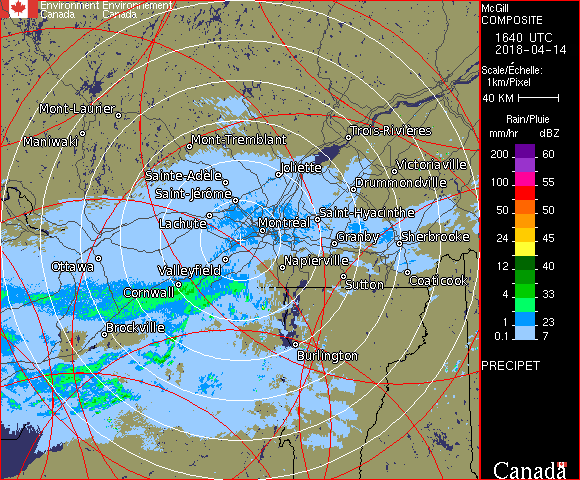 Environment Environnement
Canada Canada
McGill
COMPOSITE
1640 UTC
2018-04-14
Scale/Échelle:
1km/Pixel
40 KM
Rain/Pluie
mm/hr dBZ
200 60
100 55
50 50
24 45
12 40
4 33
1 23
0.1 7
PRECIPET
Canada
Mont-Laurier
Maniwaki
Mont-Tremblant
Trois-Rivières
Sainte-Adèle
Joliette
Victoriaville
Drummondville
Saint-Jérôme
Lachute
Saint-Hyacinthe
Montréal
Granby
Sherbrooke
Ottawa
Valleyfield
Napierville
Sutton
Coaticook
Cornwall
Brockville
Burlington